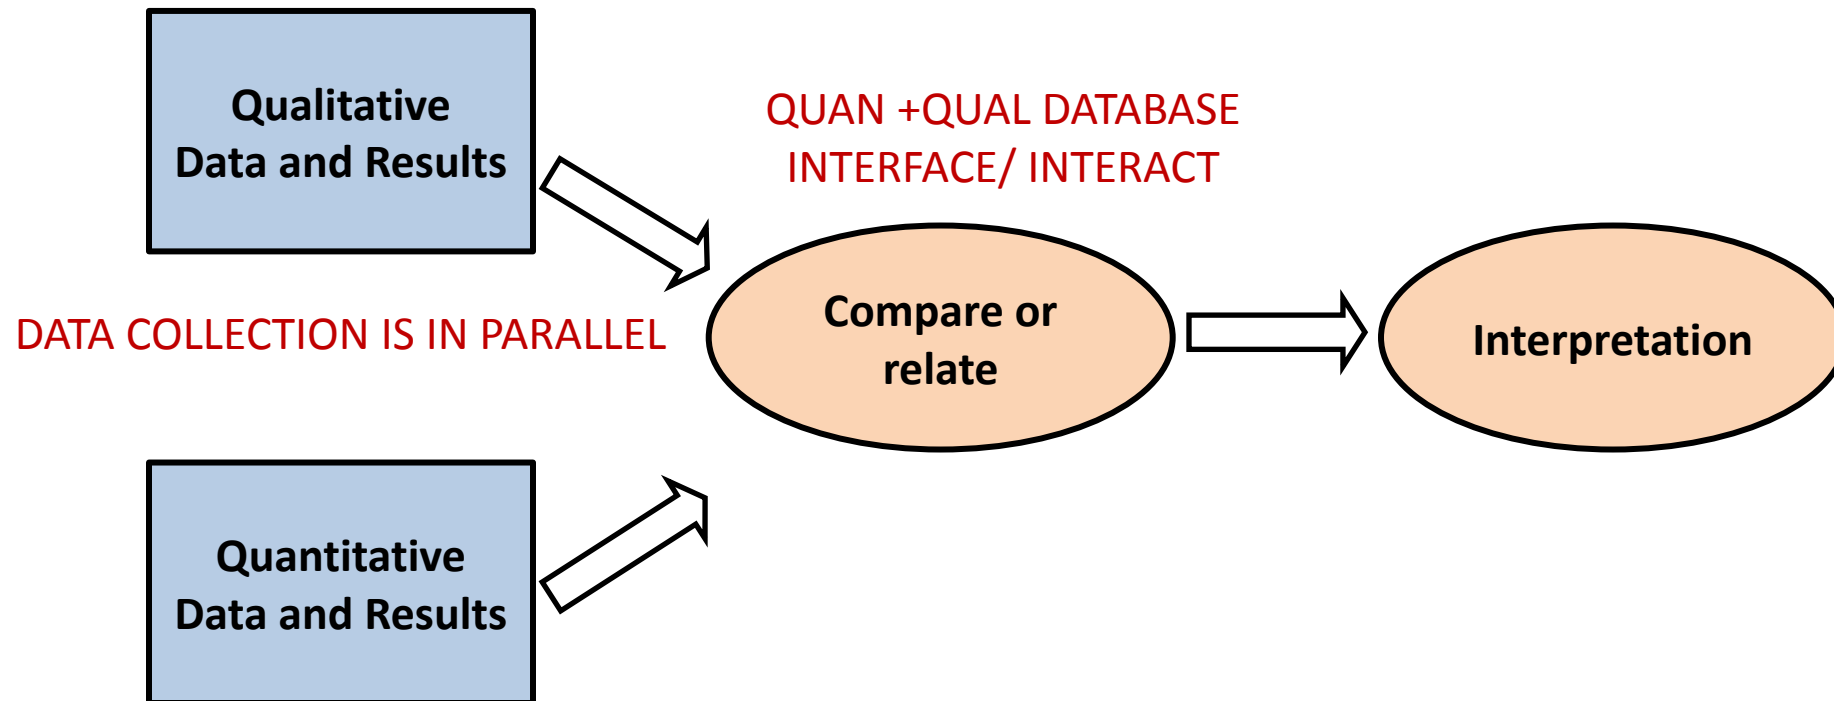 Qualitative
Data and Results
QUAN +QUAL DATABASE
INTERFACE/ INTERACT
DATA COLLECTION IS IN PARALLEL
Compare or
relate
Interpretation
Quantitative
Data and Results